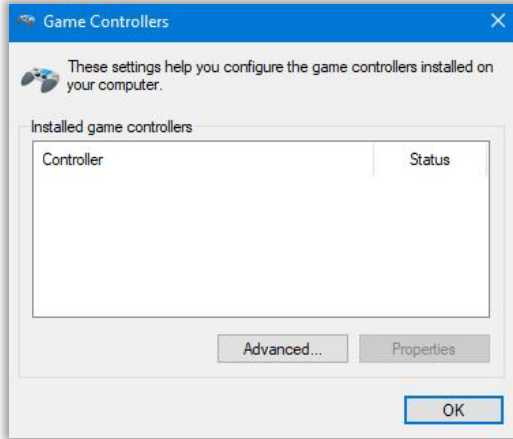 Game Controllers
These settings help you configure the game controllers installed on
your computer.
Installed game controllers
Controller Status
Advanced... Properties
OK